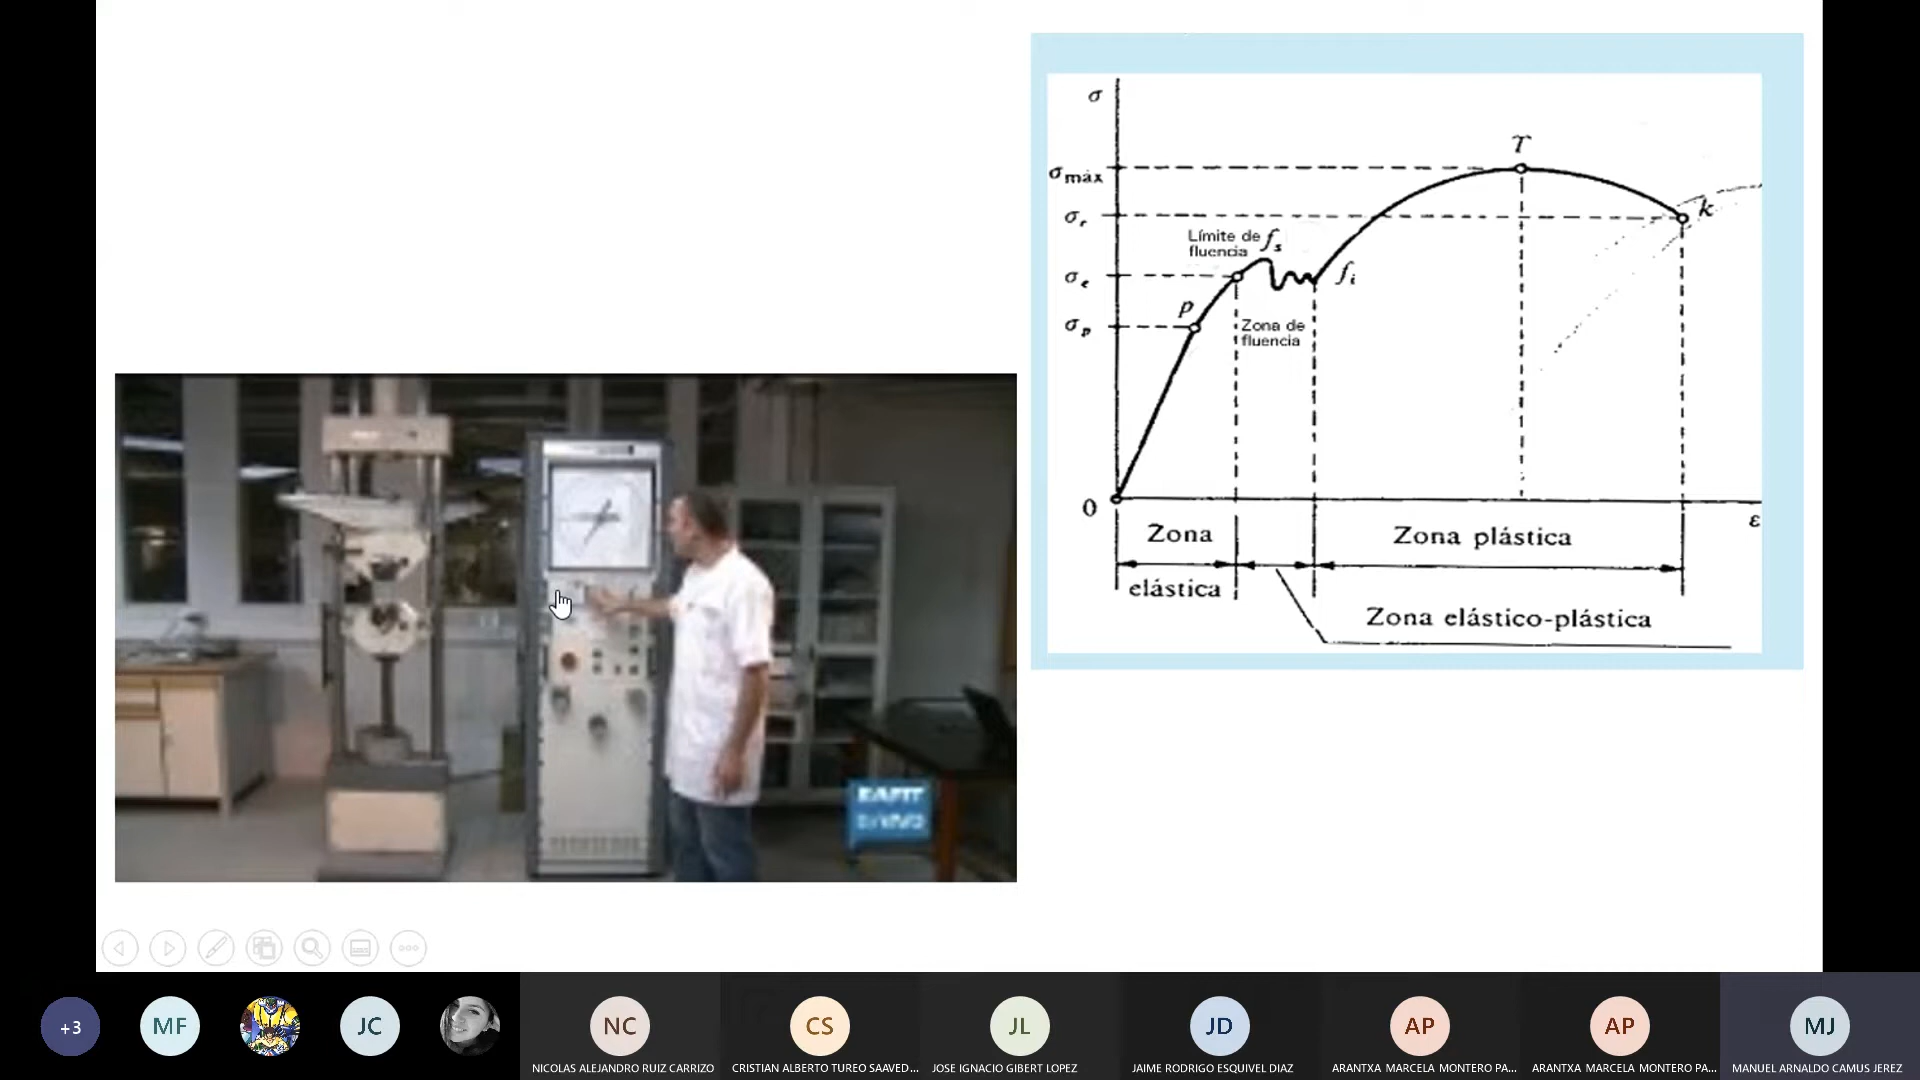 σ
T
σmáx
σr
k
Límite de
fluencia
fs
σe
fi
P
σp
Zona de
fluencia
0
ε
Zona
elástica
Zona plástica
Zona elástico-plástica
EAFIT
+3
MF
JC
NC
CS
JL
JD
AP
AP
MJ
NICOLAS ALEJANDRO RUIZ CARRIZO
CRISTIAN ALBERTO TUREO SAAVED...
JOSE IGNACIO GIBERT LOPEZ
JAIME RODRIGO ESQUIVEL DIAZ
ARANTXA MARCELA MONTERO PA...
ARANTXA MARCELA MONTERO PA...
MANUEL ARNALDO CAMUS JEREZ